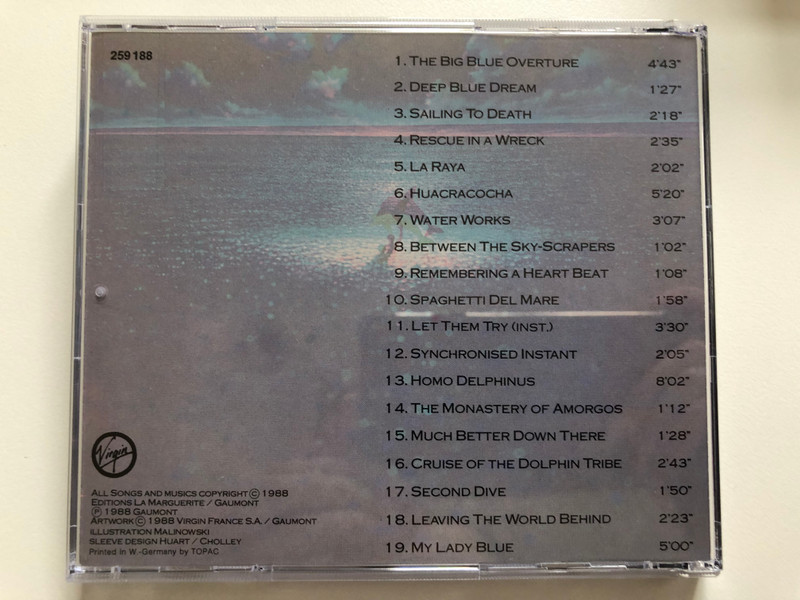 259 188
1. THE BIG BLUE OVERTURE 4'43"
2. DEEP BLUE DREAM 1'27"
3. SAILING TO DEATH 2'18"
4. RESCUE IN A WRECK 2'35"
5. LA RAYA 2'02"
6. HUACRACOCHA 5'20"
7. WATER WORKS 3'07"
8. BETWEEN THE SKY-SCRAPERS 1'02"
9. REMEMBERING A HEART BEAT 1'08"
10. SPAGHETTI DEL MARE 1'58"
11. LET THEM TRY (INST.) 3'30"
12. SYNCHRONISED INSTANT 2'05"
13. HOMO DELPHINUS 8'02"
14. THE MONASTERY OF AMORGOS 1'12"
15. MUCH BETTER DOWN THERE 1'28"
16. CRUISE OF THE DOLPHIN TRIBE 2'43"
17. SECOND DIVE 1'50"
18. LEAVING THE WORLD BEHIND 2'23"
19. MY LADY BLUE 5'00"
Virgin
ALL SONGS AND MUSICS COPYRIGHT © 1988
EDITIONS LA MARGUERITE / GAUMONT
℗ 1988 GAUMONT
ARTWORK © 1988 VIRGIN FRANCE S.A. / GAUMONT
ILLUSTRATION MALINOWSKI
SLEEVE DESIGN HUART / CHOLLEY
Printed in W.-Germany by TOPAC